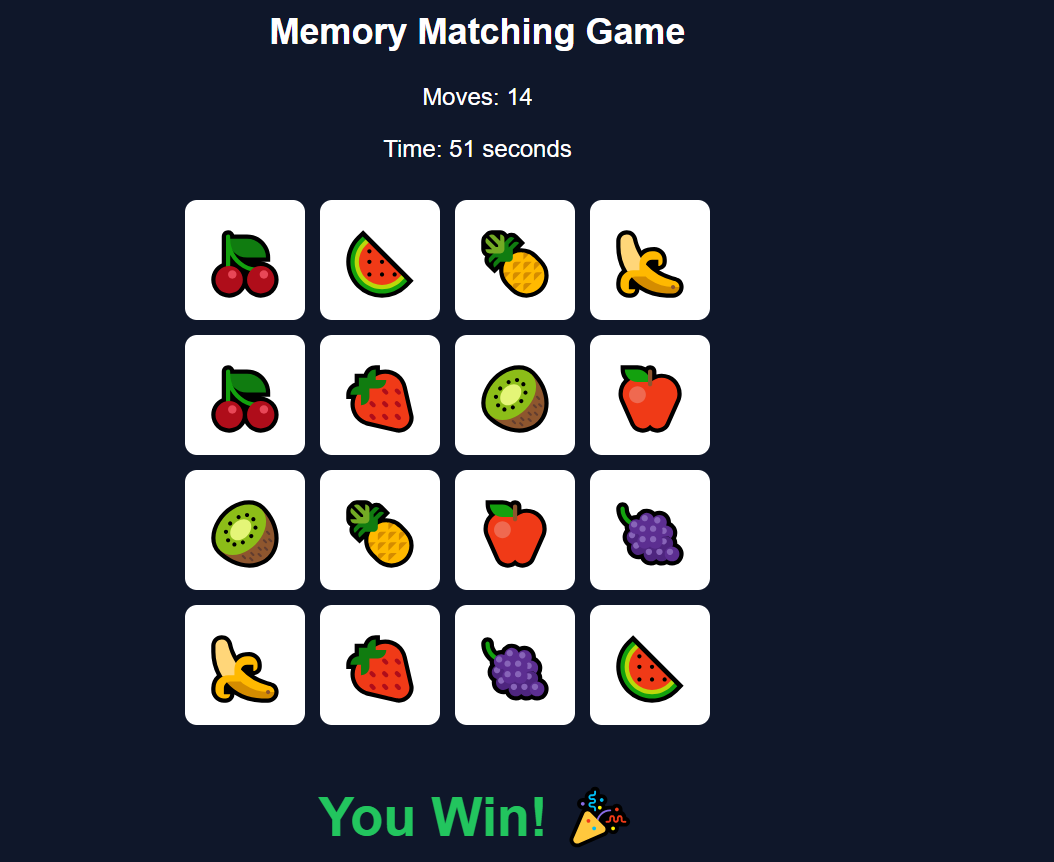 Memory Matching Game
Moves: 14
Time: 51 seconds
You Win! 🎉